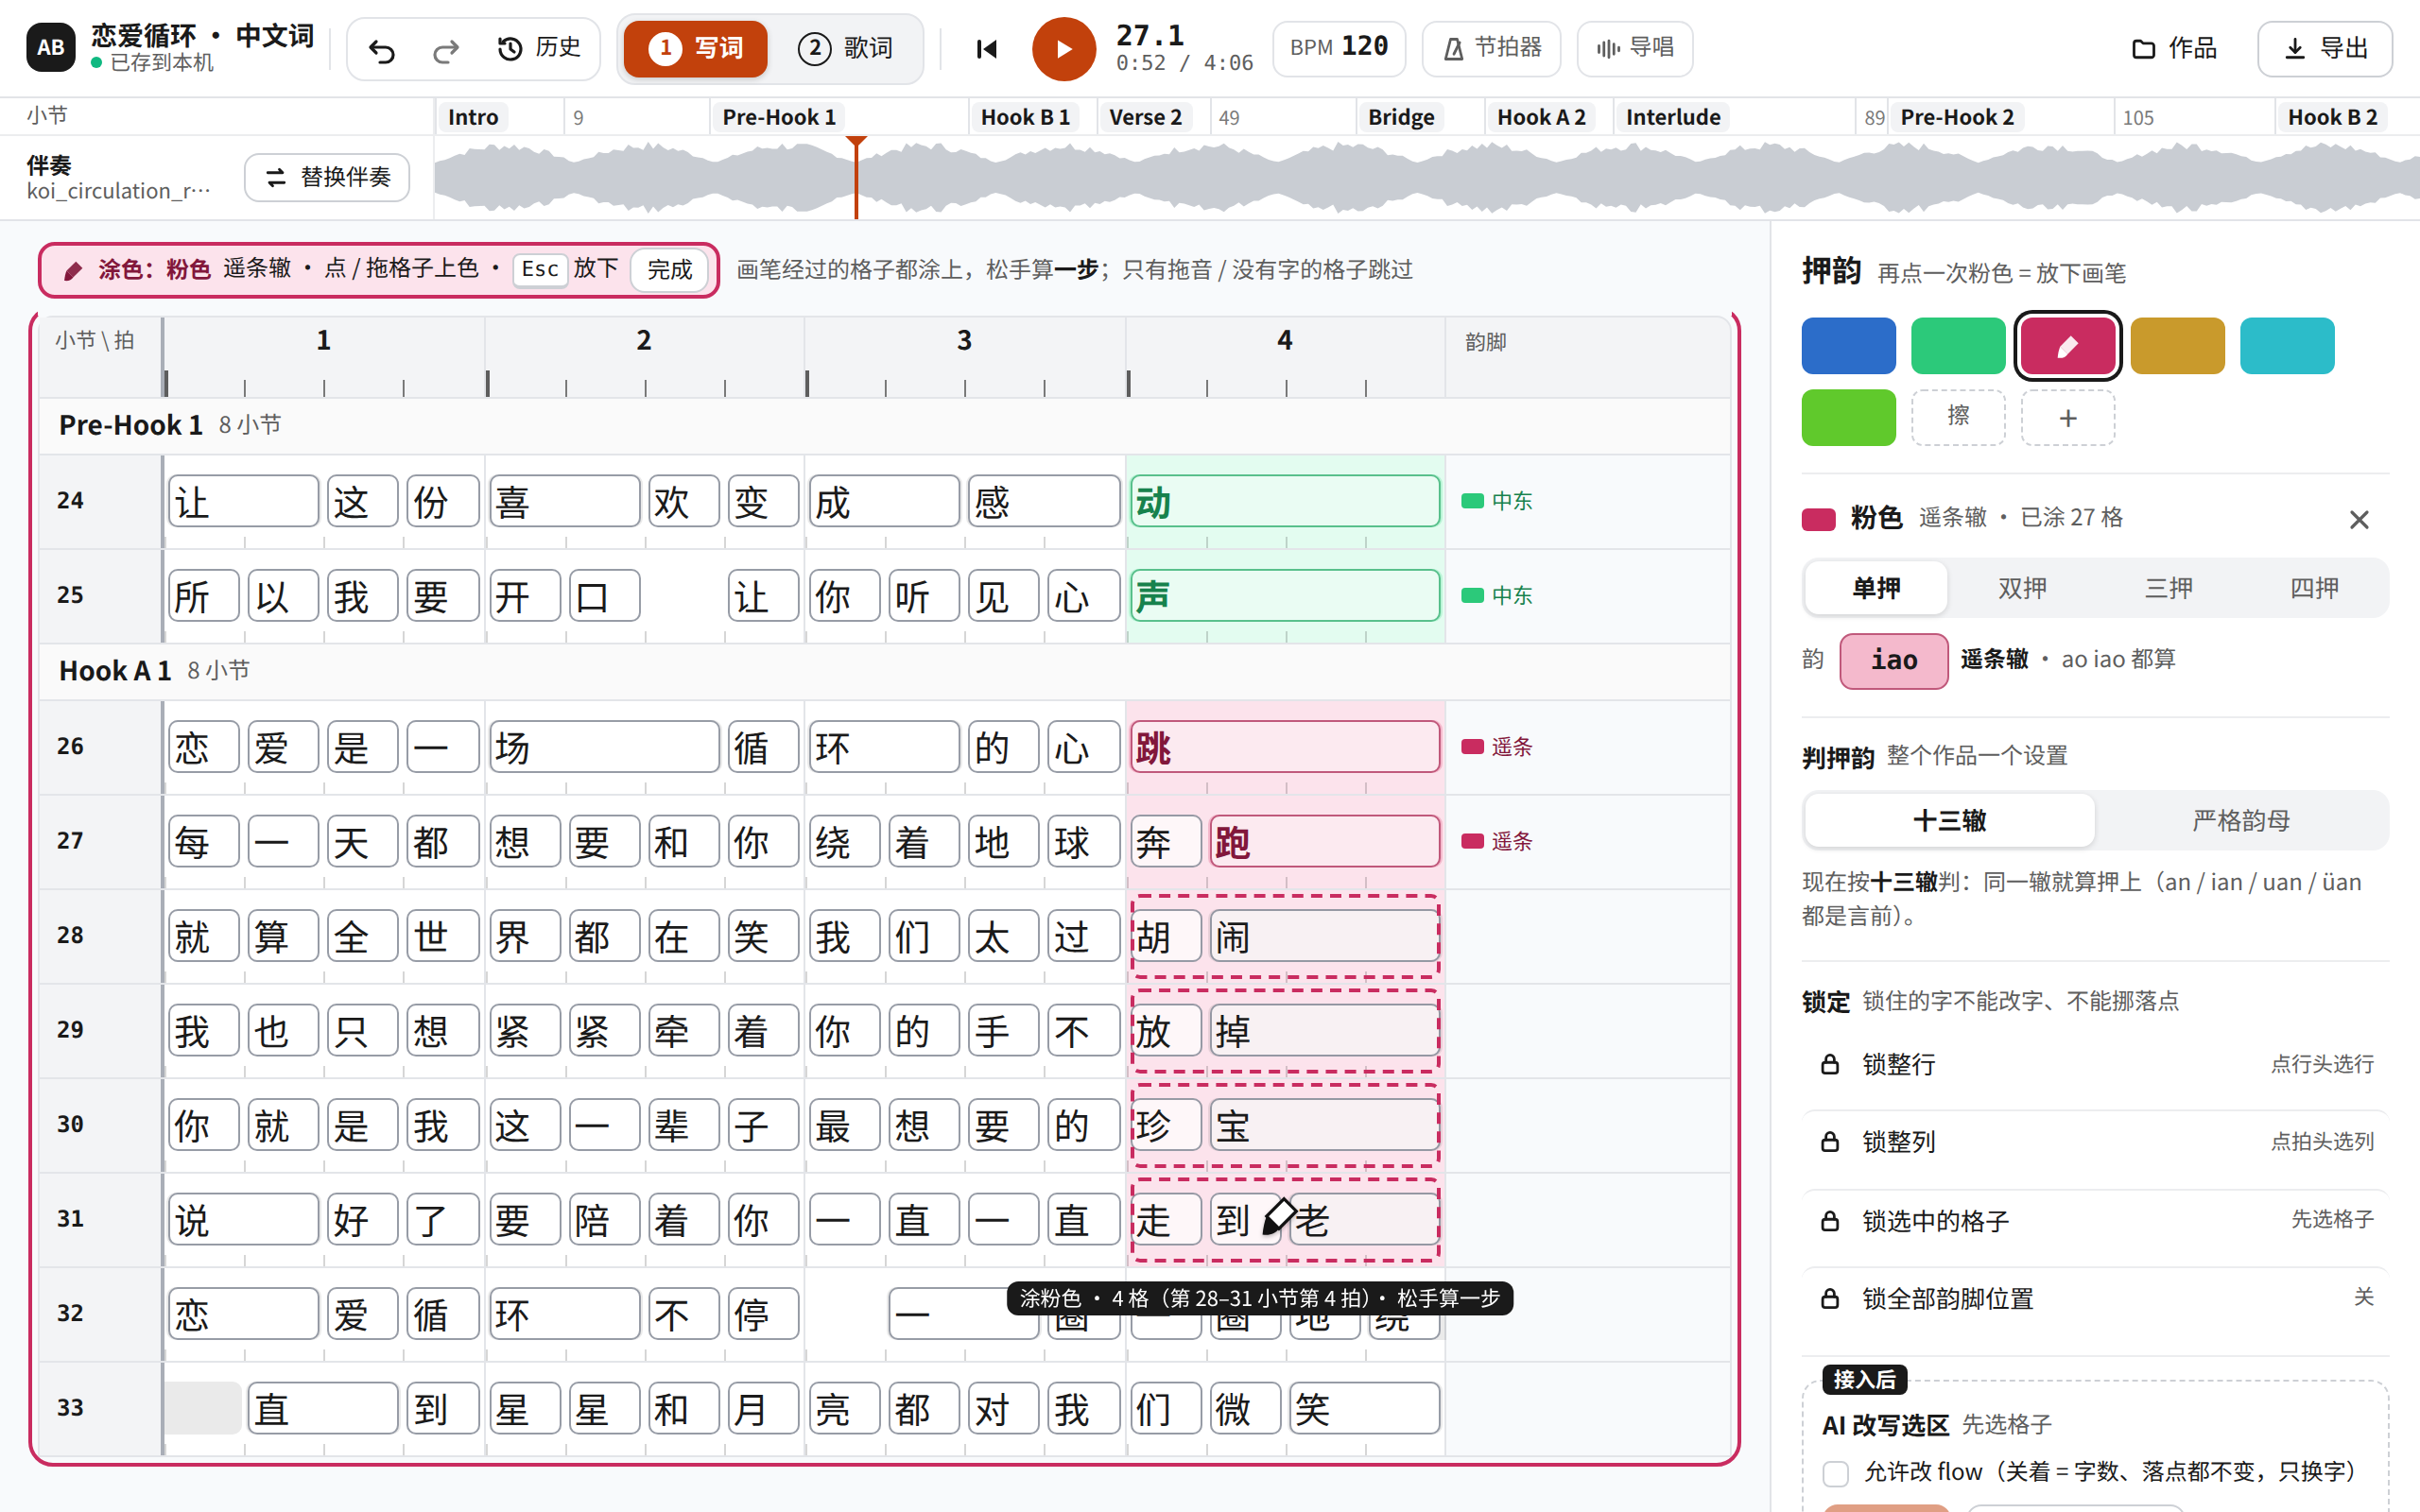 AB 恋爱循环 · 中文词
已存到本机
历史
1 写词 2 歌词
27.1
0:52 / 4:06
BPM 120
节拍器
导唱
作品
导出
小节
Intro 9 Pre-Hook 1 Hook B 1 Verse 2 49 Bridge Hook A 2 Interlude 89 Pre-Hook 2 105 Hook B 2
伴奏
koi_circulation_r…
替换伴奏
涂色：粉色 遥条辙 · 点 / 拖格子上色 · Esc 放下 完成
画笔经过的格子都涂上，松手算一步；只有拖音 / 没有字的格子跳过
小节 \ 拍 1 2 3 4 韵脚
Pre-Hook 1 8 小节
24 让 这 份 喜 欢 变 成 感 动 中东
25 所 以 我 要 开 口 让 你 听 见 心 声 中东
Hook A 1 8 小节
26 恋 爱 是 一 场 循 环 的 心 跳 遥条
27 每 一 天 都 想 要 和 你 绕 着 地 球 奔 跑 遥条
28 就 算 全 世 界 都 在 笑 我 们 太 过 胡 闹
29 我 也 只 想 紧 紧 牵 着 你 的 手 不 放 掉
30 你 就 是 我 这 一 辈 子 最 想 要 的 珍 宝
31 说 好 了 要 陪 着 你 一 直 一 直 走 到 老
涂粉色 · 4 格（第 28–31 小节第 4 拍）· 松手算一步
32 恋 爱 循 环 不 停 一 圈 一 圈 地 绕
33 直 到 星 星 和 月 亮 都 对 我 们 微 笑
押韵 再点一次粉色 = 放下画笔
擦 +
粉色 遥条辙 · 已涂 27 格
单押 双押 三押 四押
韵 iao 遥条辙 · ao iao 都算
判押韵 整个作品一个设置
十三辙 严格韵母
现在按十三辙判：同一辙就算押上（an / ian / uan / üan
都是言前）。
锁定 锁住的字不能改字、不能挪落点
锁整行 点行头选行
锁整列 点拍头选列
锁选中的格子 先选格子
锁全部韵脚位置 关
接入后
AI 改写选区 先选格子
允许改 flow（关着 = 字数、落点都不变，只换字）